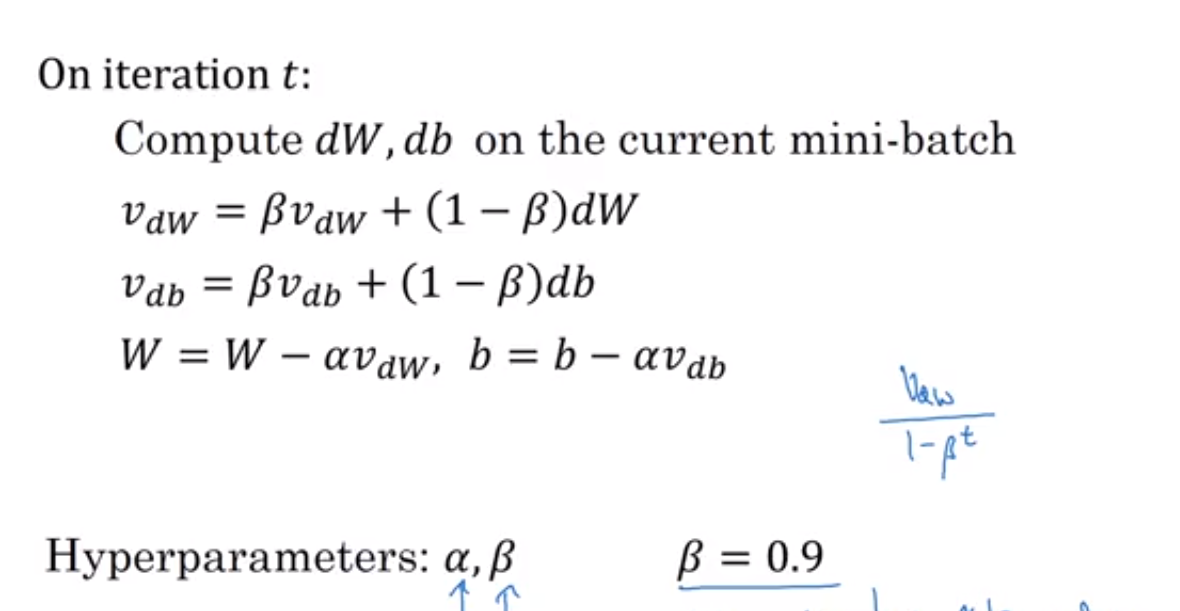 On iteration t:
Compute dW, db on the current mini-batch
v_dW = βv_dW + (1 − β)dW
v_db = βv_db + (1 − β)db
W = W − αv_dW, b = b − αv_db
v_dw
1-β^t
Hyperparameters: α, β β = 0.9